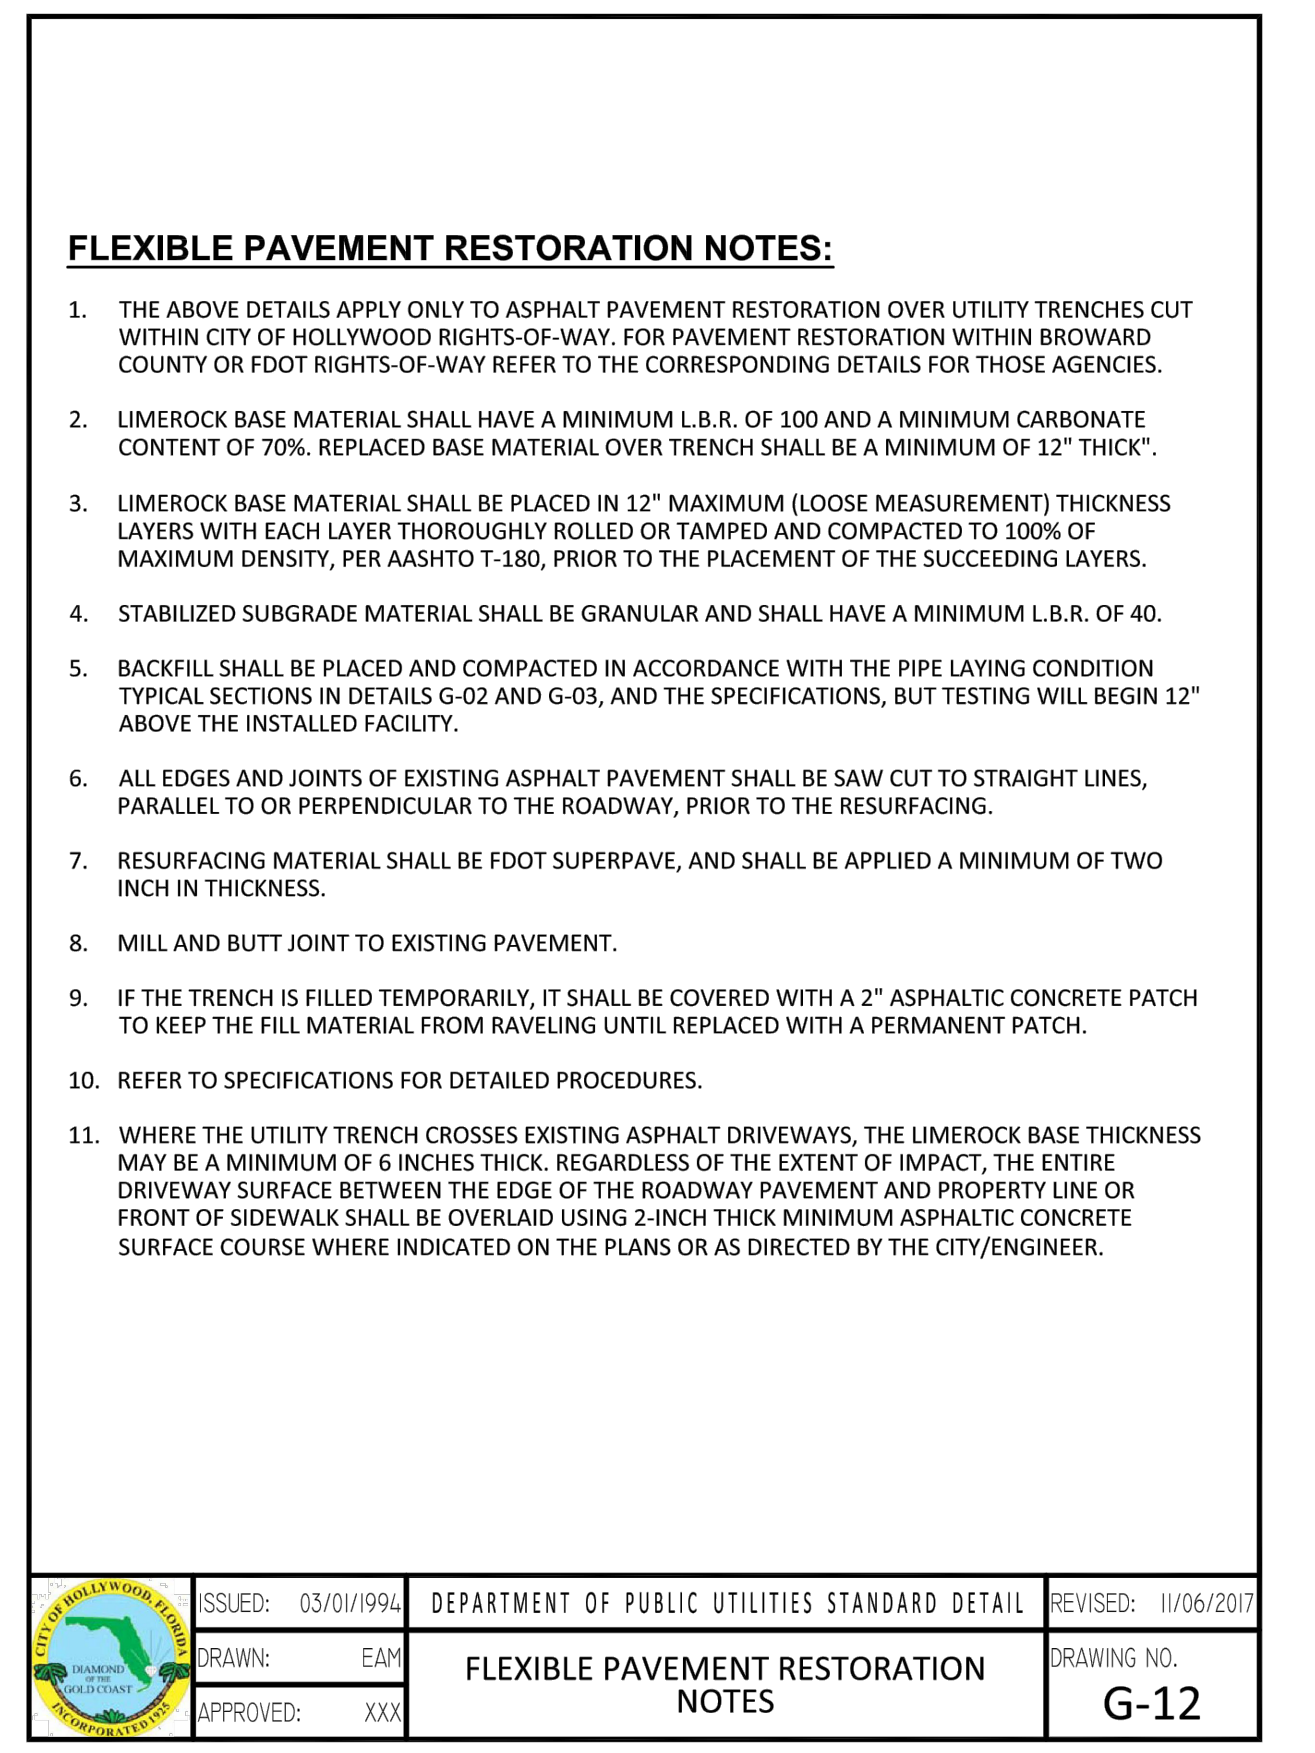 FLEXIBLE PAVEMENT RESTORATION NOTES:
1. THE ABOVE DETAILS APPLY ONLY TO ASPHALT PAVEMENT RESTORATION OVER UTILITY TRENCHES CUT
WITHIN CITY OF HOLLYWOOD RIGHTS-OF-WAY. FOR PAVEMENT RESTORATION WITHIN BROWARD
COUNTY OR FDOT RIGHTS-OF-WAY REFER TO THE CORRESPONDING DETAILS FOR THOSE AGENCIES.
2. LIMEROCK BASE MATERIAL SHALL HAVE A MINIMUM L.B.R. OF 100 AND A MINIMUM CARBONATE
CONTENT OF 70%. REPLACED BASE MATERIAL OVER TRENCH SHALL BE A MINIMUM OF 12" THICK".
3. LIMEROCK BASE MATERIAL SHALL BE PLACED IN 12" MAXIMUM (LOOSE MEASUREMENT) THICKNESS
LAYERS WITH EACH LAYER THOROUGHLY ROLLED OR TAMPED AND COMPACTED TO 100% OF
MAXIMUM DENSITY, PER AASHTO T-180, PRIOR TO THE PLACEMENT OF THE SUCCEEDING LAYERS.
4. STABILIZED SUBGRADE MATERIAL SHALL BE GRANULAR AND SHALL HAVE A MINIMUM L.B.R. OF 40.
5. BACKFILL SHALL BE PLACED AND COMPACTED IN ACCORDANCE WITH THE PIPE LAYING CONDITION
TYPICAL SECTIONS IN DETAILS G-02 AND G-03, AND THE SPECIFICATIONS, BUT TESTING WILL BEGIN 12"
ABOVE THE INSTALLED FACILITY.
6. ALL EDGES AND JOINTS OF EXISTING ASPHALT PAVEMENT SHALL BE SAW CUT TO STRAIGHT LINES,
PARALLEL TO OR PERPENDICULAR TO THE ROADWAY, PRIOR TO THE RESURFACING.
7. RESURFACING MATERIAL SHALL BE FDOT SUPERPAVE, AND SHALL BE APPLIED A MINIMUM OF TWO
INCH IN THICKNESS.
8. MILL AND BUTT JOINT TO EXISTING PAVEMENT.
9. IF THE TRENCH IS FILLED TEMPORARILY, IT SHALL BE COVERED WITH A 2" ASPHALTIC CONCRETE PATCH
TO KEEP THE FILL MATERIAL FROM RAVELING UNTIL REPLACED WITH A PERMANENT PATCH.
10. REFER TO SPECIFICATIONS FOR DETAILED PROCEDURES.
11. WHERE THE UTILITY TRENCH CROSSES EXISTING ASPHALT DRIVEWAYS, THE LIMEROCK BASE THICKNESS
MAY BE A MINIMUM OF 6 INCHES THICK. REGARDLESS OF THE EXTENT OF IMPACT, THE ENTIRE
DRIVEWAY SURFACE BETWEEN THE EDGE OF THE ROADWAY PAVEMENT AND PROPERTY LINE OR
FRONT OF SIDEWALK SHALL BE OVERLAID USING 2-INCH THICK MINIMUM ASPHALTIC CONCRETE
SURFACE COURSE WHERE INDICATED ON THE PLANS OR AS DIRECTED BY THE CITY/ENGINEER.
CITY OF HOLLYWOOD, FLORIDA
DIAMOND
OF THE
GOLD COAST
INCORPORATED 1925
ISSUED: 03/01/1994
DRAWN: EAM
APPROVED: XXX
DEPARTMENT OF PUBLIC UTILITIES STANDARD DETAIL
FLEXIBLE PAVEMENT RESTORATION
NOTES
REVISED: 11/06/2017
DRAWING NO.
G-12